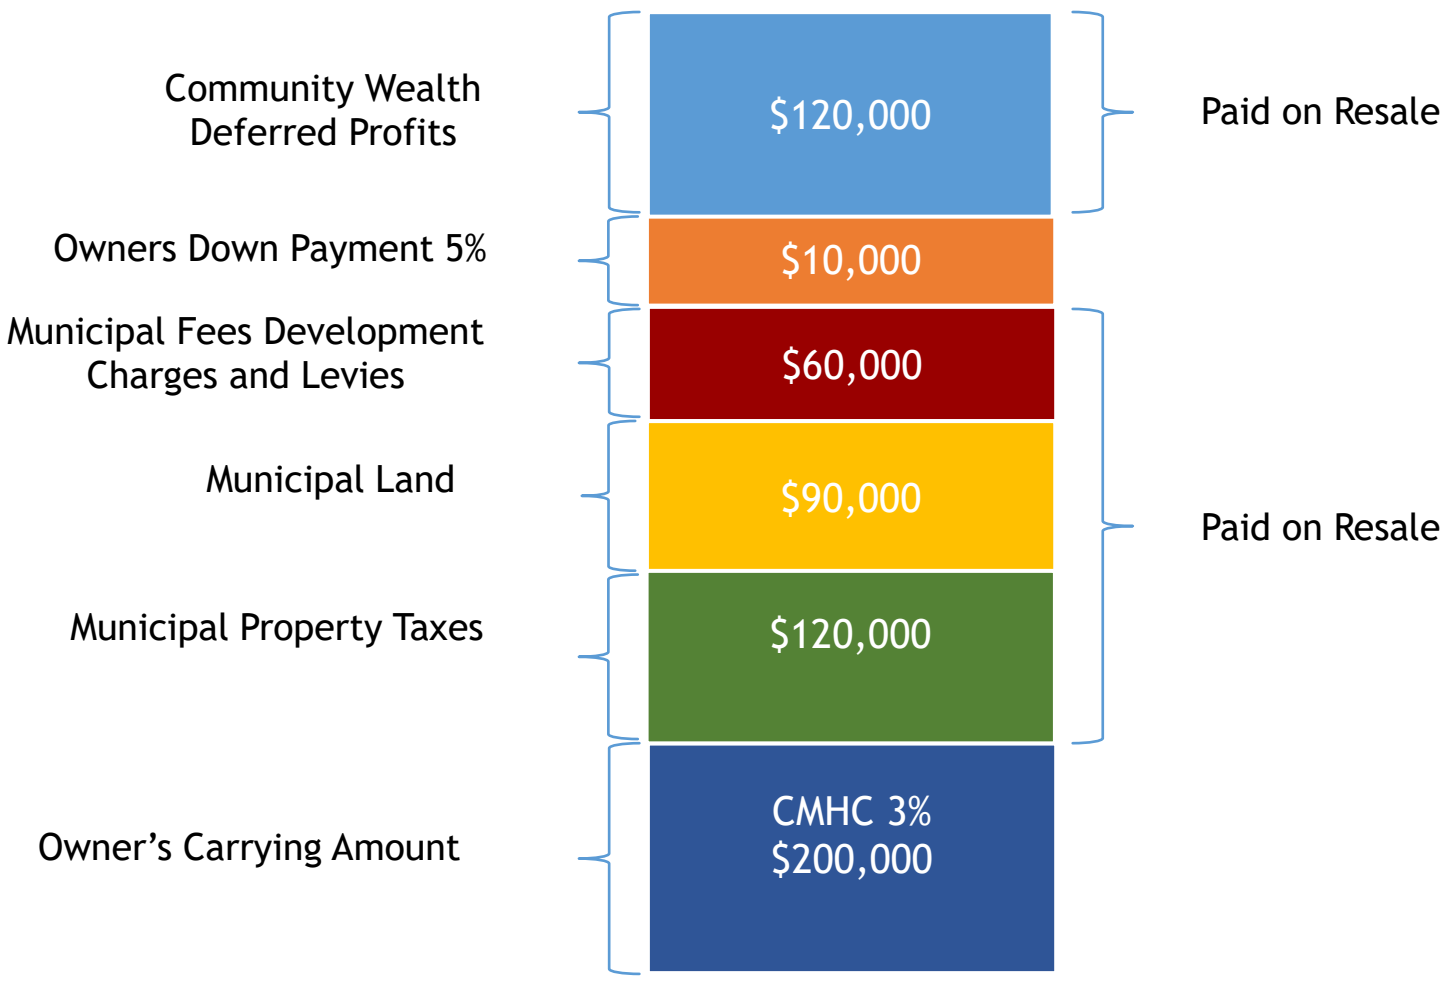 Community Wealth
Deferred Profits
$120,000
Paid on Resale
Owners Down Payment 5%
$10,000
Municipal Fees Development
Charges and Levies
$60,000
Municipal Land
$90,000
Paid on Resale
Municipal Property Taxes
$120,000
Owner’s Carrying Amount
CMHC 3%
$200,000